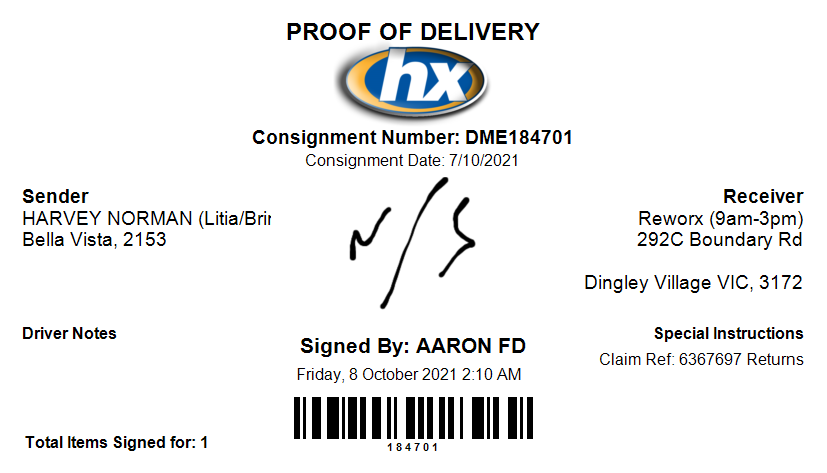 PROOF OF DELIVERY
hx
Consignment Number: DME184701
Consignment Date: 7/10/2021
Sender
HARVEY NORMAN (Litia/Brin
Bella Vista, 2153
N/S
Receiver
Reworx (9am-3pm)
292C Boundary Rd
Dingley Village VIC, 3172
Driver Notes
Signed By: AARON FD
Friday, 8 October 2021 2:10 AM
Special Instructions
Claim Ref: 6367697 Returns
184701
Total Items Signed for: 1